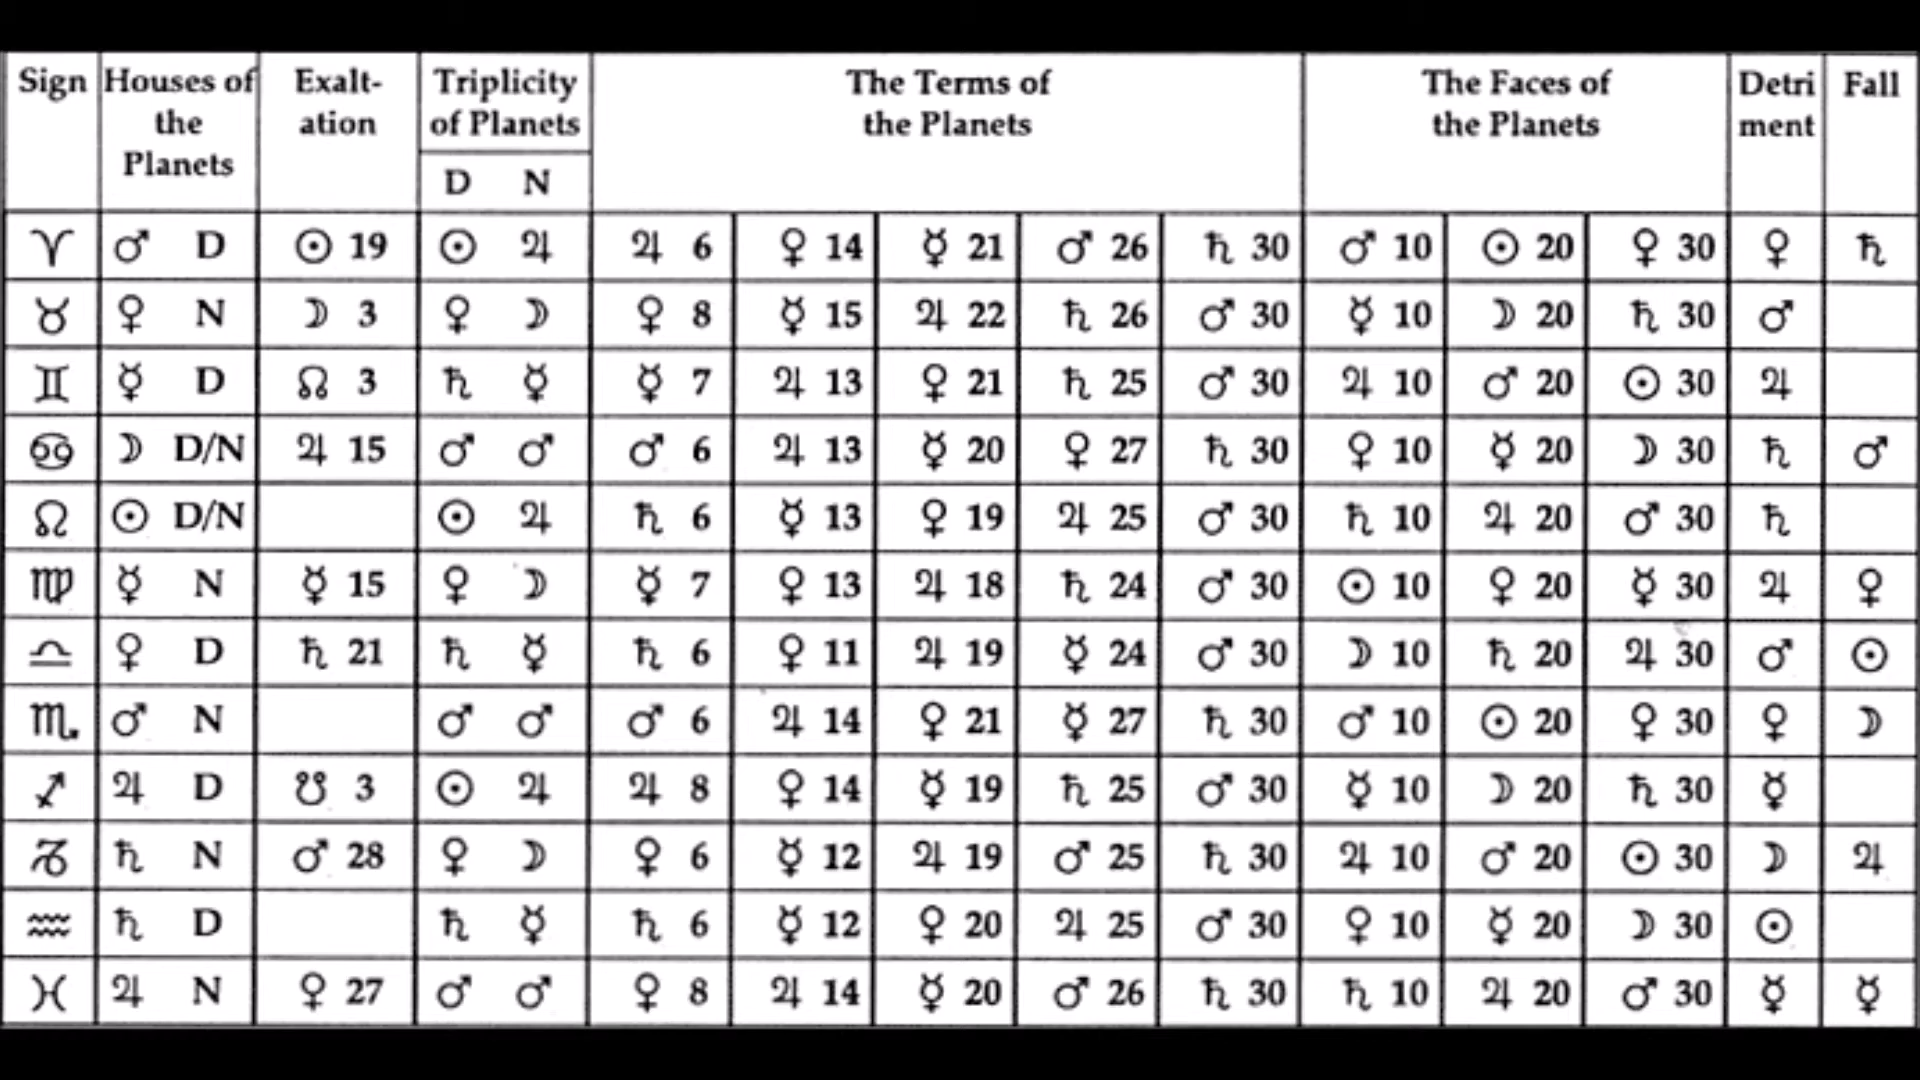 Sign Houses of the Planets Exalt-ation Triplicity of Planets The Terms of the Planets The Faces of the Planets Detri ment Fall
D N
♈ ♂ D ☉ 19 ☉ ♃ ♃ 6 ♀ 14 ☿ 21 ♂ 26 ♄ 30 ♂ 10 ☉ 20 ♀ 30 ♀ ♄
♉ ♀ N ☽ 3 ♀ ☽ ♀ 8 ☿ 15 ♃ 22 ♄ 26 ♂ 30 ☿ 10 ☽ 20 ♄ 30 ♂
♊ ☿ D ☊ 3 ♄ ☿ ☿ 7 ♃ 13 ♀ 21 ♄ 25 ♂ 30 ♃ 10 ♂ 20 ☉ 30 ♃
♋ ☽ D/N ♃ 15 ♂ ♂ ♂ 6 ♃ 13 ☿ 20 ♀ 27 ♄ 30 ♀ 10 ☿ 20 ☽ 30 ♄ ♂
♌ ☉ D/N ☉ ♃ ♄ 6 ☿ 13 ♀ 19 ♃ 25 ♂ 30 ♄ 10 ♃ 20 ♂ 30 ♄
♍ ☿ N ☿ 15 ♀ ☽ ☿ 7 ♀ 13 ♃ 18 ♄ 24 ♂ 30 ☉ 10 ♀ 20 ☿ 30 ♃ ♀
♎ ♀ D ♄ 21 ♄ ☿ ♄ 6 ♀ 11 ♃ 19 ☿ 24 ♂ 30 ☽ 10 ♄ 20 ♃ 30 ♂ ☉
♏ ♂ N ♂ ♂ ♂ 6 ♃ 14 ♀ 21 ☿ 27 ♄ 30 ♂ 10 ☉ 20 ♀ 30 ♀ ☽
♐ ♃ D ☋ 3 ☉ ♃ ♃ 8 ♀ 14 ☿ 19 ♄ 25 ♂ 30 ☿ 10 ☽ 20 ♄ 30 ☿
♑ ♄ N ♂ 28 ♀ ☽ ♀ 6 ☿ 12 ♃ 19 ♂ 25 ♄ 30 ♃ 10 ♂ 20 ☉ 30 ☽ ♃
♒ ♄ D ♄ ☿ ♄ 6 ☿ 12 ♀ 20 ♃ 25 ♂ 30 ♀ 10 ☿ 20 ☽ 30 ☉
♓ ♃ N ♀ 27 ♂ ♂ ♀ 8 ♃ 14 ☿ 20 ♂ 26 ♄ 30 ♄ 10 ♃ 20 ♂ 30 ☿ ☿